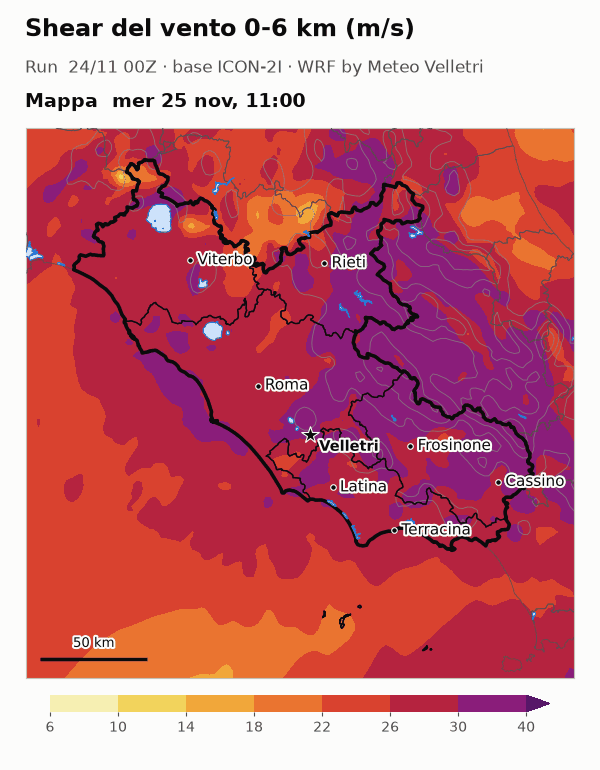 Shear del vento 0-6 km (m/s)
Run  24/11 00Z · base ICON-2I · WRF by Meteo Velletri
Mappa  mer 25 nov, 11:00
Viterbo
Rieti
Roma
Velletri
Frosinone
Cassino
Latina
Terracina
50 km
6 10 14 18 22 26 30 40